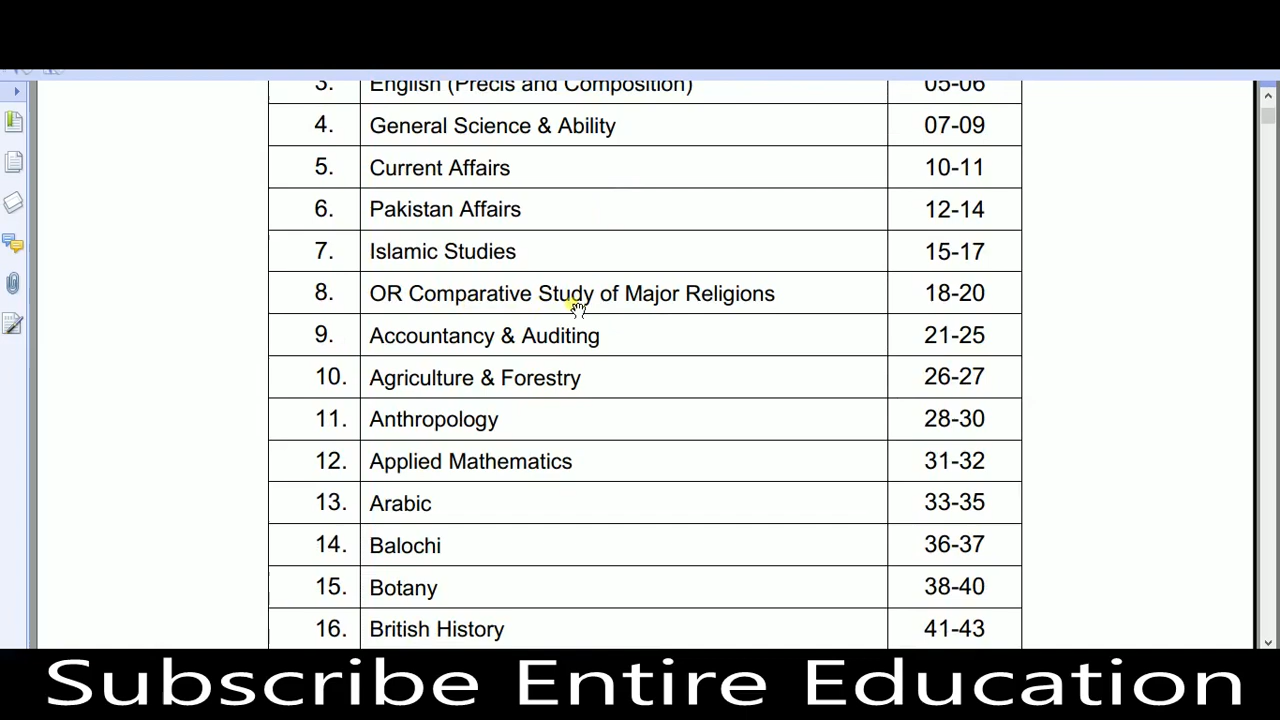 3. English (Precis and Composition) 05-06
4. General Science & Ability 07-09
5. Current Affairs 10-11
6. Pakistan Affairs 12-14
7. Islamic Studies 15-17
8. OR Comparative Study of Major Religions 18-20
9. Accountancy & Auditing 21-25
10. Agriculture & Forestry 26-27
11. Anthropology 28-30
12. Applied Mathematics 31-32
13. Arabic 33-35
14. Balochi 36-37
15. Botany 38-40
16. British History 41-43
Subscribe Entire Education